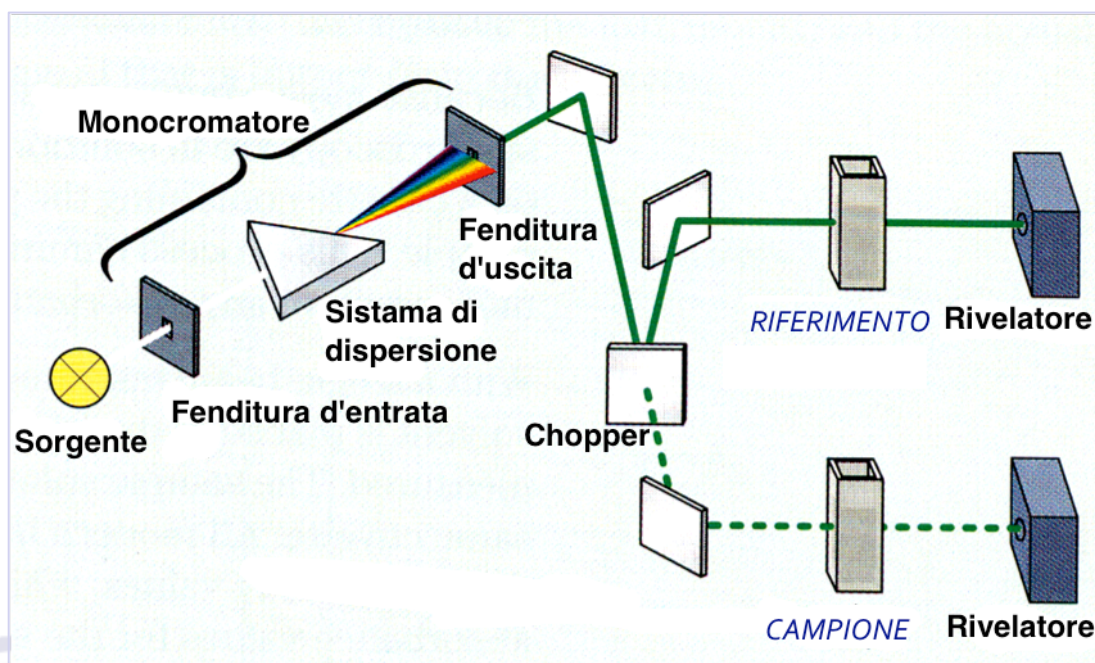 Monocromatore
Fenditura
d'uscita
Sistama di
dispersione
Fenditura d'entrata
Sorgente
Chopper
RIFERIMENTO
Rivelatore
CAMPIONE
Rivelatore